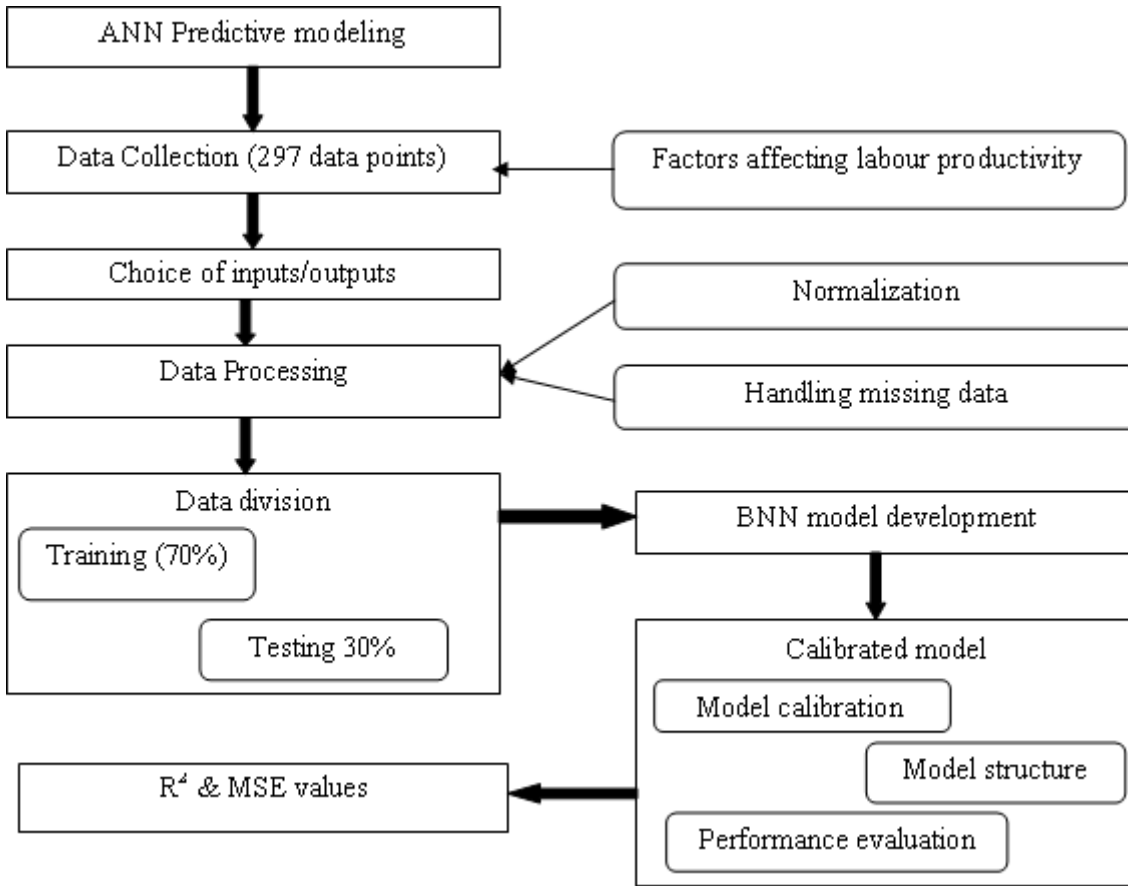 ANN Predictive modeling
Data Collection (297 data points)
Factors affecting labour productivity
Choice of inputs/outputs
Normalization
Data Processing
Handling missing data
Data division
Training (70%)
Testing 30%
BNN model development
Calibrated model
Model calibration
Model structure
Performance evaluation
R² & MSE values